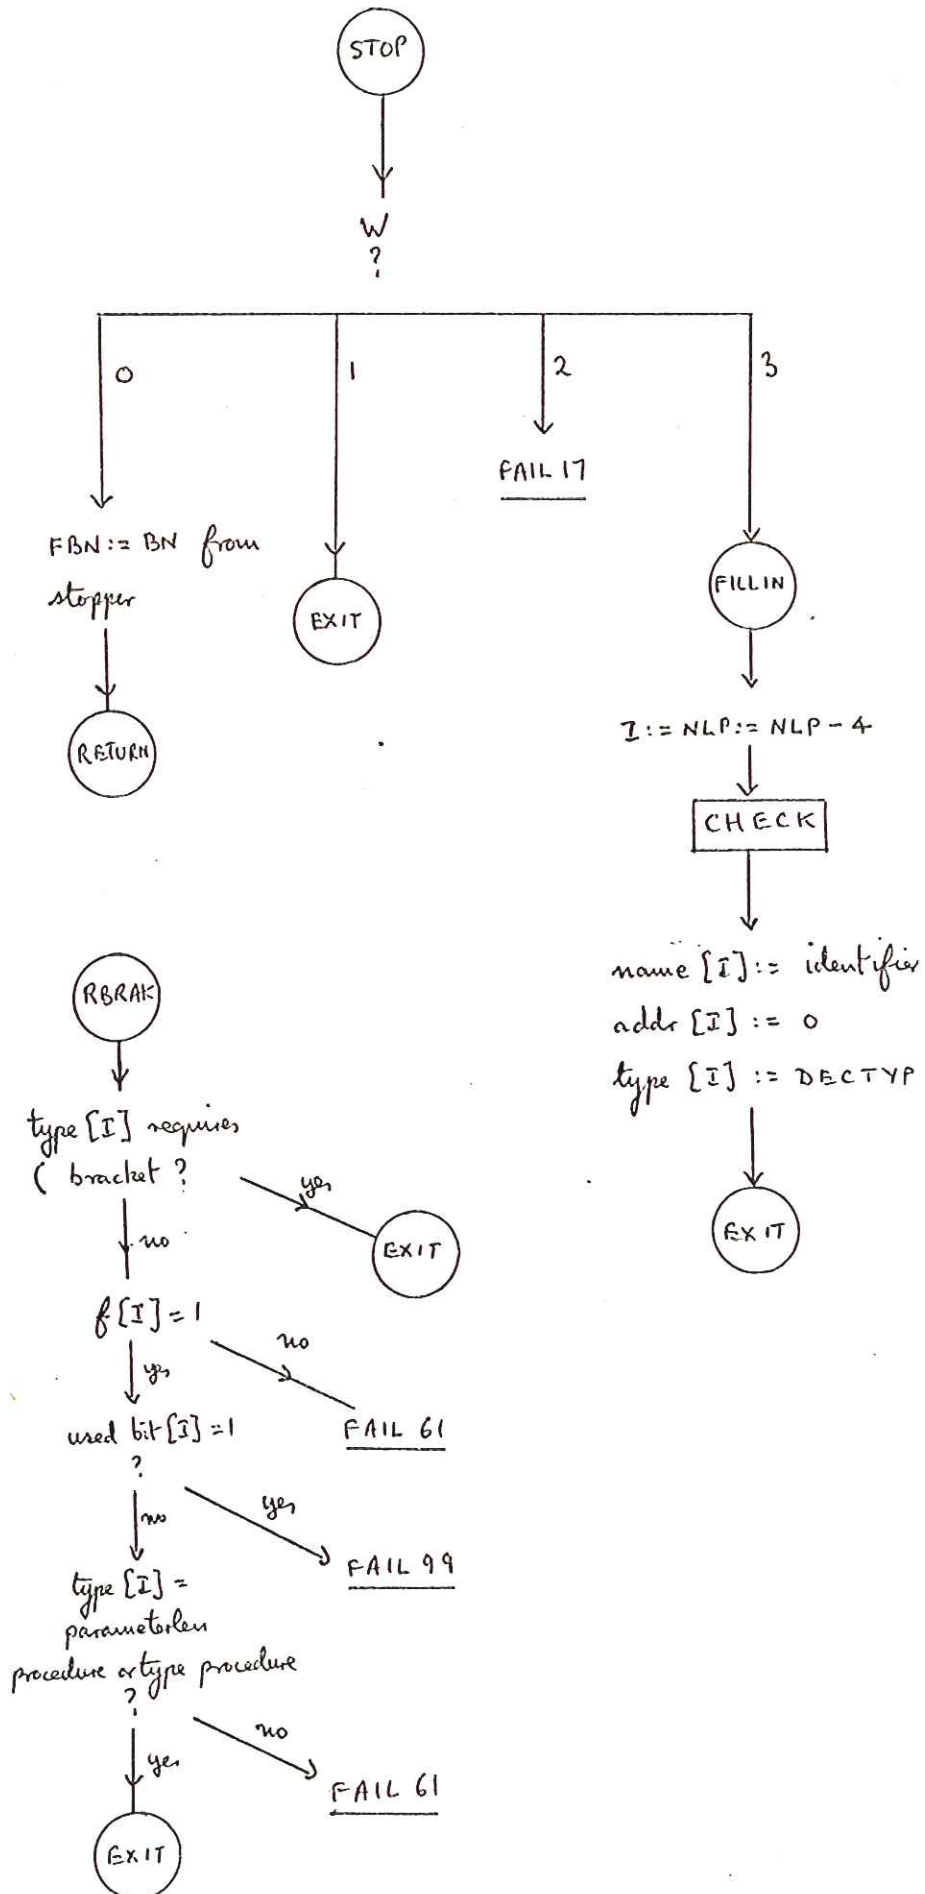 STOP
W
?
0
1
2
3
FAIL 17
FBN := BN from
stopper
RETURN
EXIT
FILLIN
I := NLP := NLP - 4
CHECK
name [I] := identifier
addr [I] := 0
type [I] := DECTYP
EXIT
RBRAK
type [I] requires
( bracket ?
yes
EXIT
no
f [I] = 1
no
yes
FAIL 61
used bit [I] = 1
?
yes
no
FAIL 99
type [I] =
parameterless
procedure or type procedure
?
no
yes
FAIL 61
EXIT